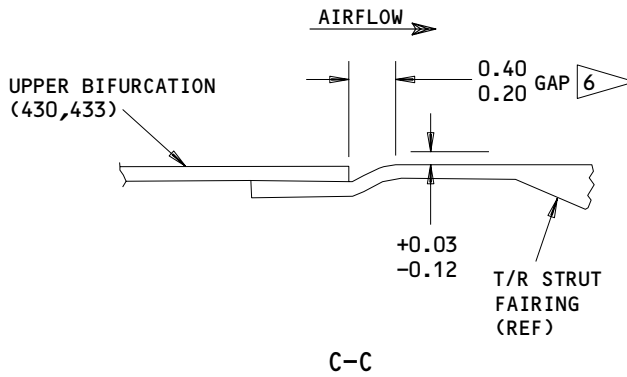 AIRFLOW
0.40
0.20 GAP 6
UPPER BIFURCATION
(430,433)
+0.03
-0.12
T/R STRUT
FAIRING
(REF)
C-C